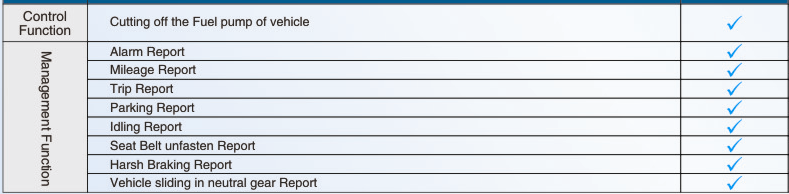 Control
Function
Cutting off the Fuel pump of vehicle ✓
Management Function
Alarm Report ✓
Mileage Report ✓
Trip Report ✓
Parking Report ✓
Idling Report ✓
Seat Belt unfasten Report ✓
Harsh Braking Report ✓
Vehicle sliding in neutral gear Report ✓